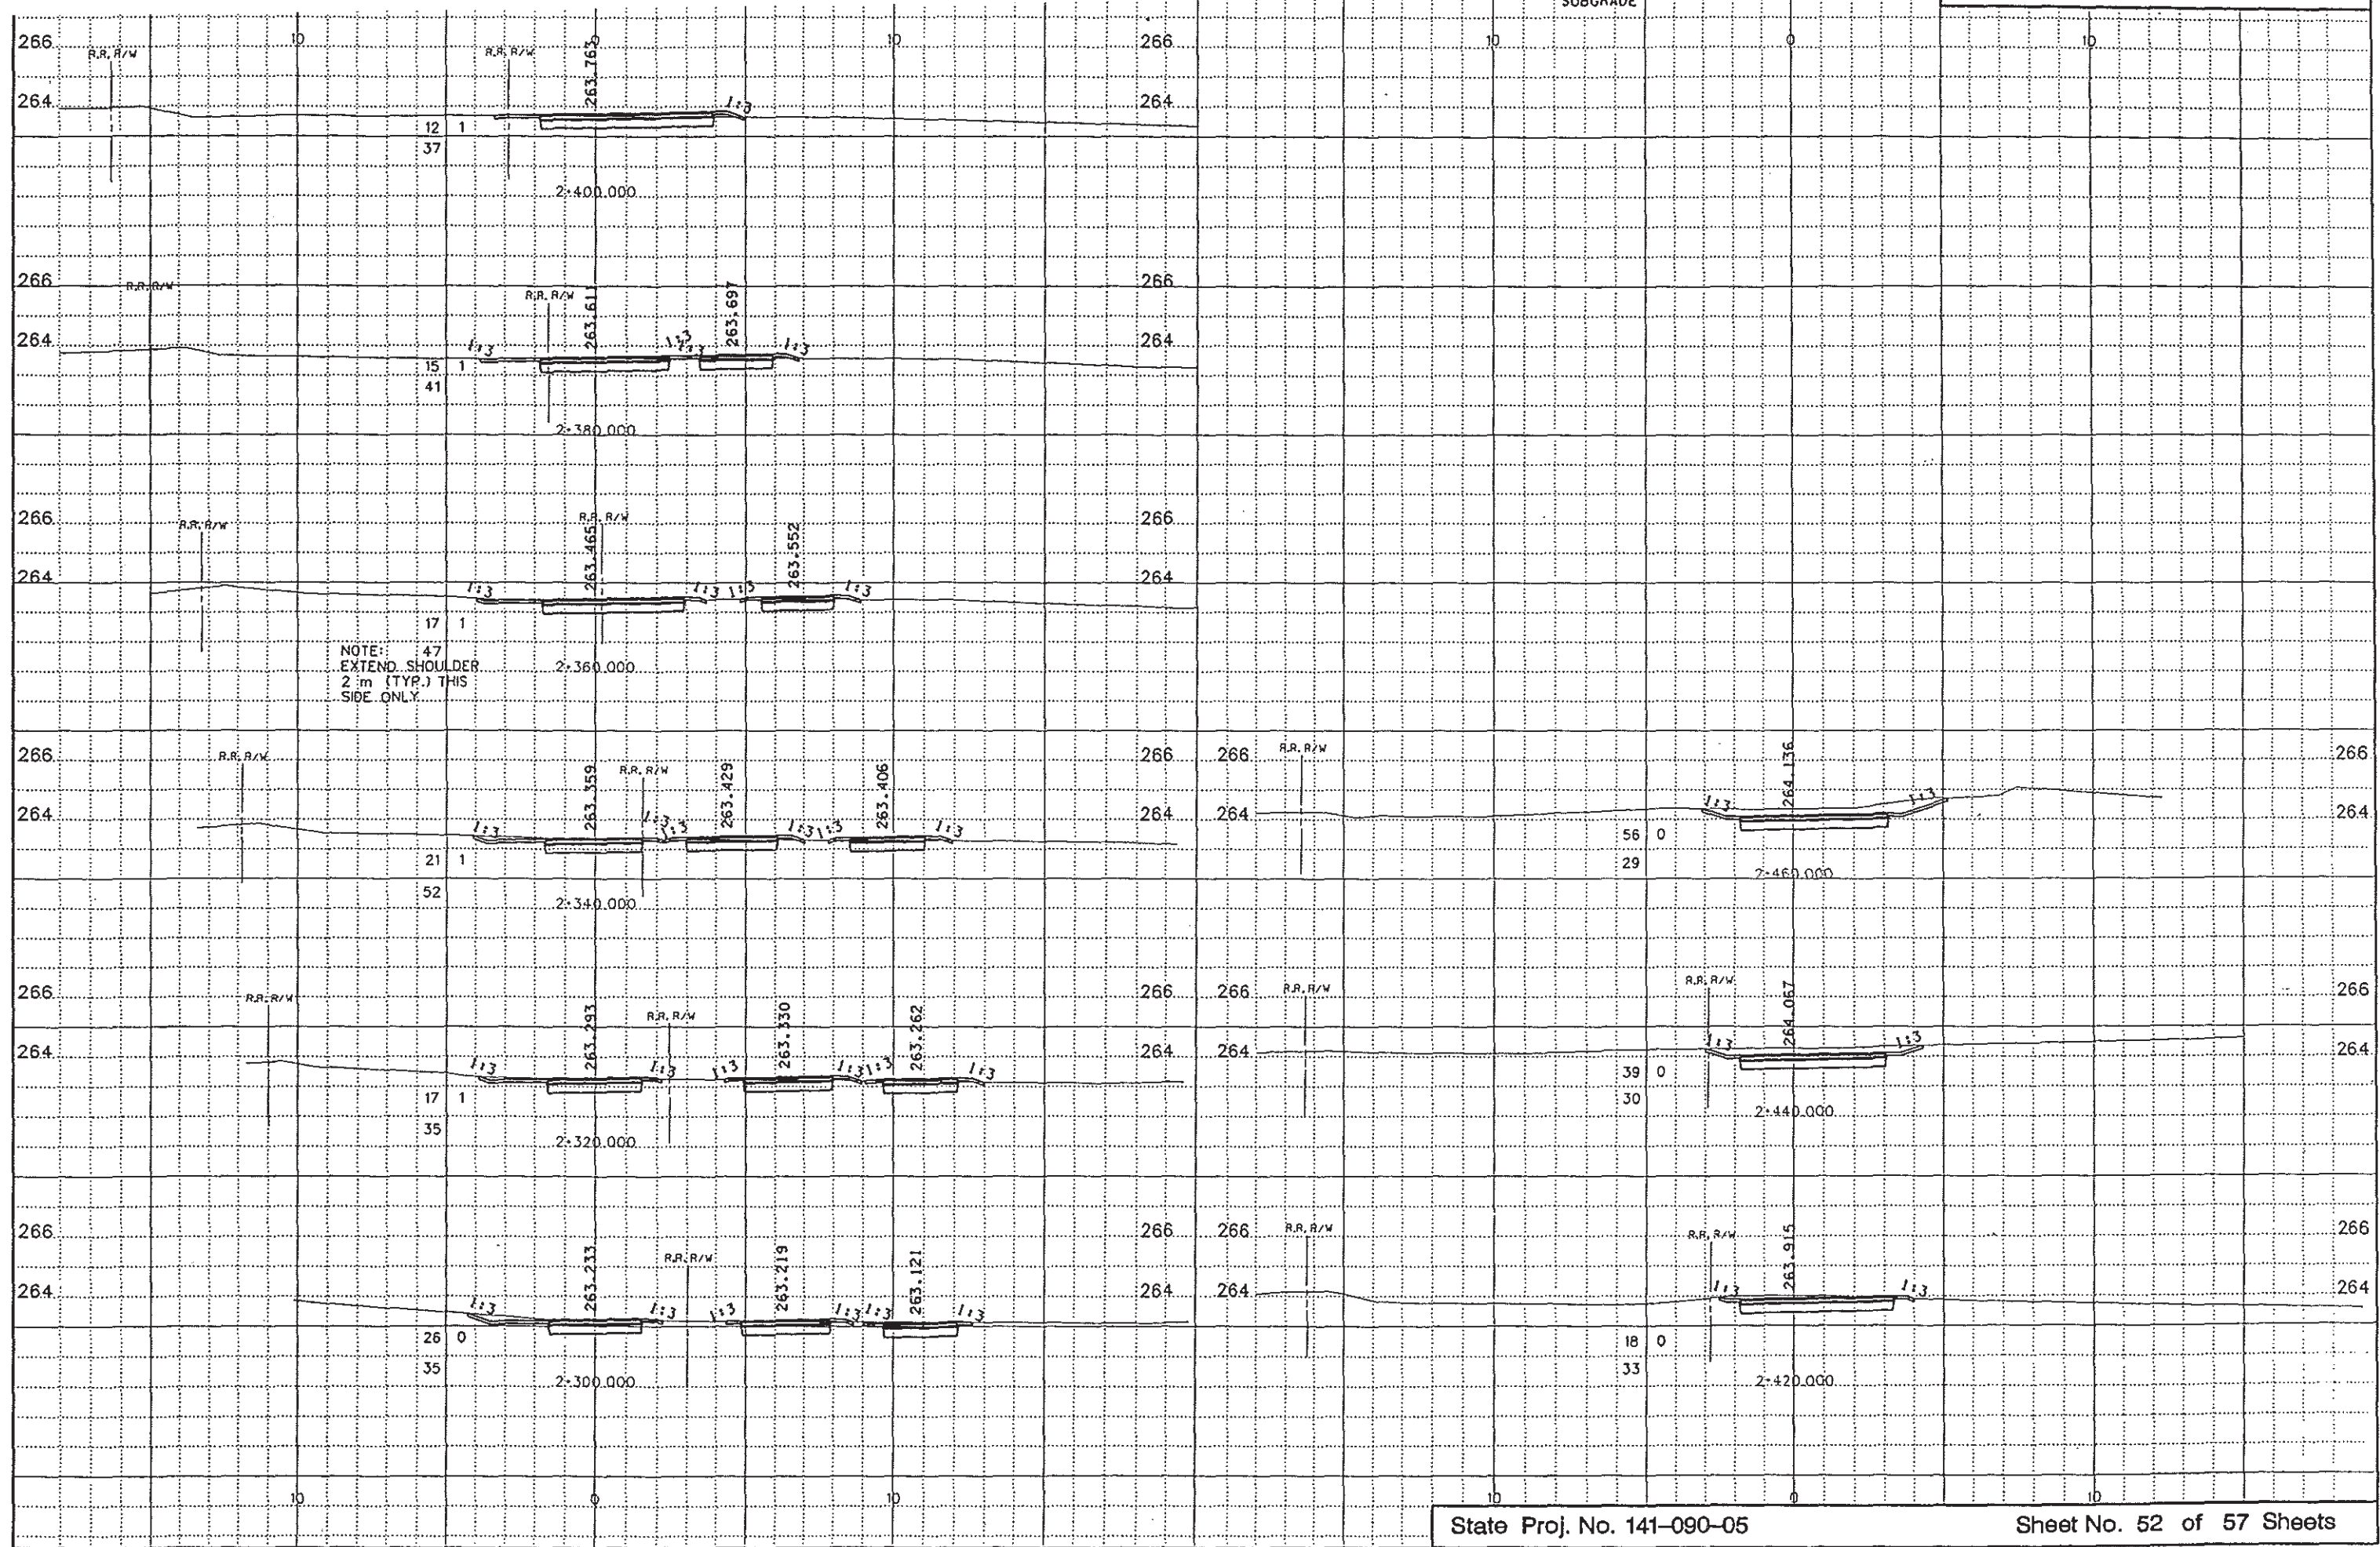 SUBGRADE
10 0 10 10 0 10
266 R.R. R/W R.R. R/W 263.763 266
264 1:3 264
12 1
37
2+400.000
266 R.R. R/W R.R. R/W 263.611 263.697 266
264 1:3 1:3 1:3 1:3 264
15 1
41
2+380.000
266 R.R. R/W R.R. R/W 263.465 263.552 266
264 1:3 1:3 1:3 1:3 264
17 1
47
2+360.000
NOTE:
EXTEND SHOULDER
2 m (TYP.) THIS
SIDE ONLY
266 R.R. R/W 263.359 R.R. R/W 263.429 263.406 266
264 1:3 1:3 1:3 1:3 1:3 1:3 264
21 1
52
2+340.000
266 R.R. R/W 263.293 R.R. R/W 263.330 263.262 266
264 1:3 1:3 1:3 1:3 1:3 1:3 264
17 1
35
2+320.000
266 263.233 R.R. R/W 263.219 263.121 266
264 1:3 1:3 1:3 1:3 1:3 1:3 264
26 0
35
2+300.000
266 R.R. R/W 264.136 266
264 1:3 1:3 264
56 0
29
2+460.000
266 R.R. R/W R.R. R/W 264.067 266
264 1:3 1:3 264
39 0
30
2+440.000
266 R.R. R/W R.R. R/W 263.915 266
264 1:3 1:3 264
18 0
33
2+420.000
10 0 10 10 0 10
State Proj. No. 141-090-05 Sheet No. 52 of 57 Sheets